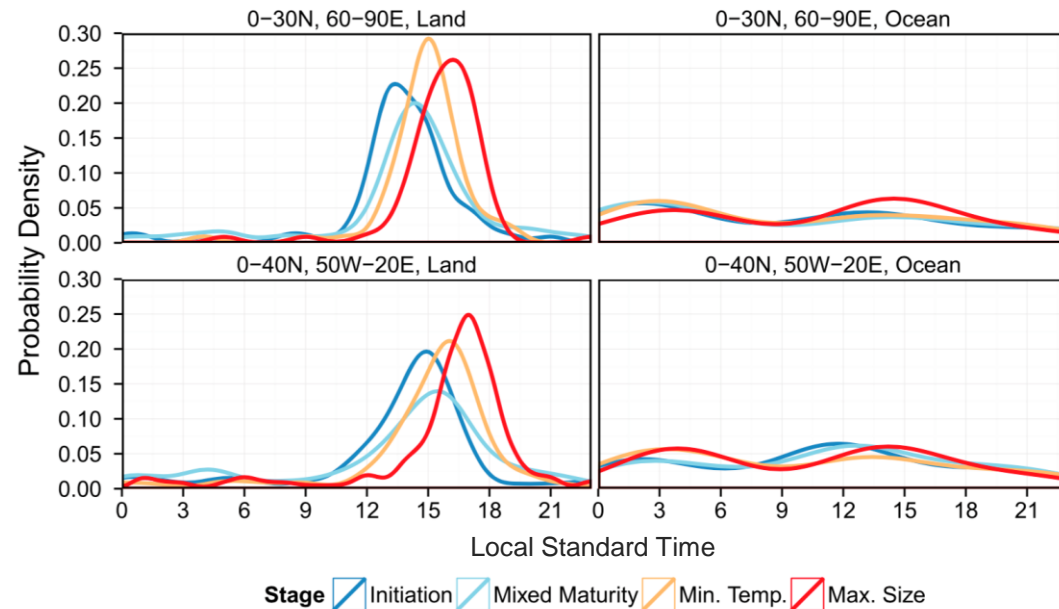 0−30N, 60−90E, Land
0−30N, 60−90E, Ocean
0.30
0.25
0.20
0.15
0.10
0.05
0.00
Probability Density
0−40N, 50W−20E, Land
0−40N, 50W−20E, Ocean
0.30
0.25
0.20
0.15
0.10
0.05
0.00
0 3 6 9 12 15 18 21 0 3 6 9 12 15 18 21
Local Standard Time
Stage Initiation Mixed Maturity Min. Temp. Max. Size